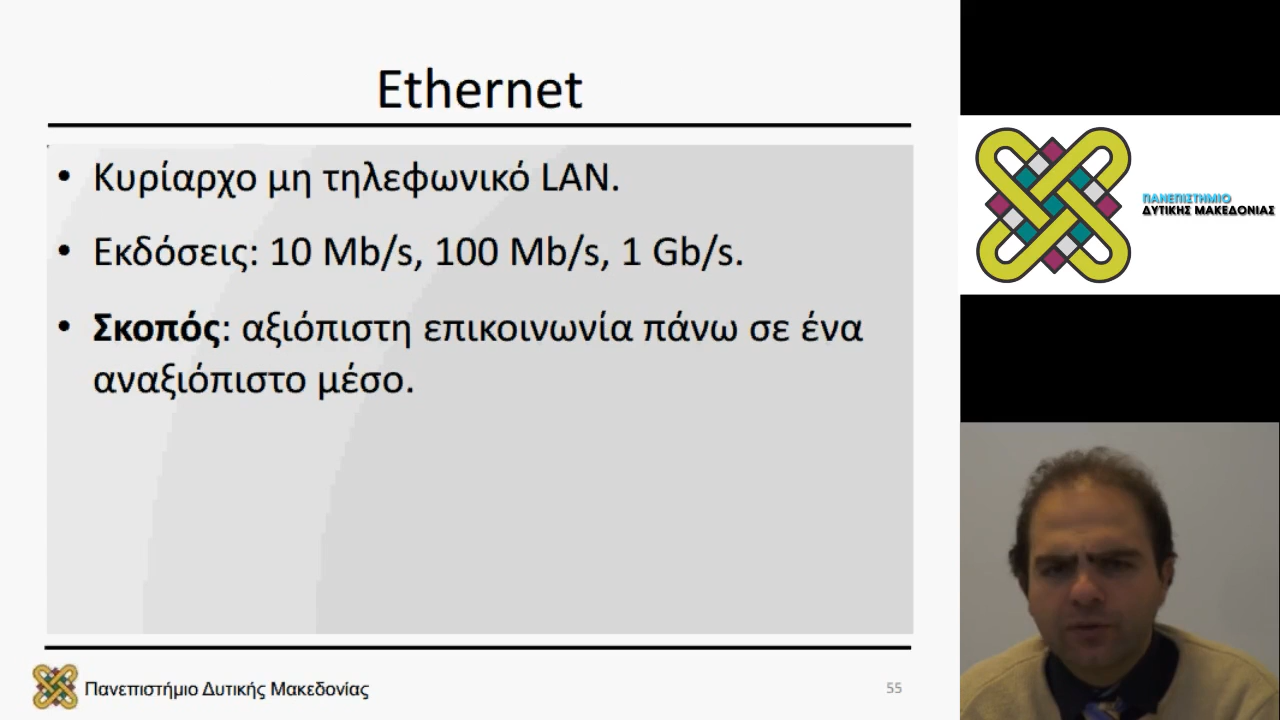 Ethernet
• Κυρίαρχο μη τηλεφωνικό LAN.
• Εκδόσεις: 10 Mb/s, 100 Mb/s, 1 Gb/s.
• Σκοπός: αξιόπιστη επικοινωνία πάνω σε ένα
αναξιόπιστο μέσο.
Πανεπιστήμιο Δυτικής Μακεδονίας
55
ΠΑΝΕΠΙΣΤΗΜΙΟ
ΔΥΤΙΚΗΣ ΜΑΚΕΔΟΝΙΑΣ